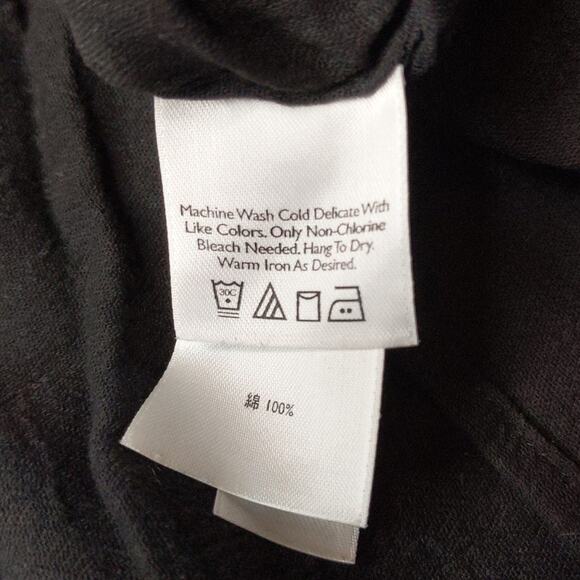 Machine Wash Cold Delicate With
Like Colors. Only Non-Chlorine
Bleach Needed. Hang To Dry.
Warm Iron As Desired.
30C
綿 100%